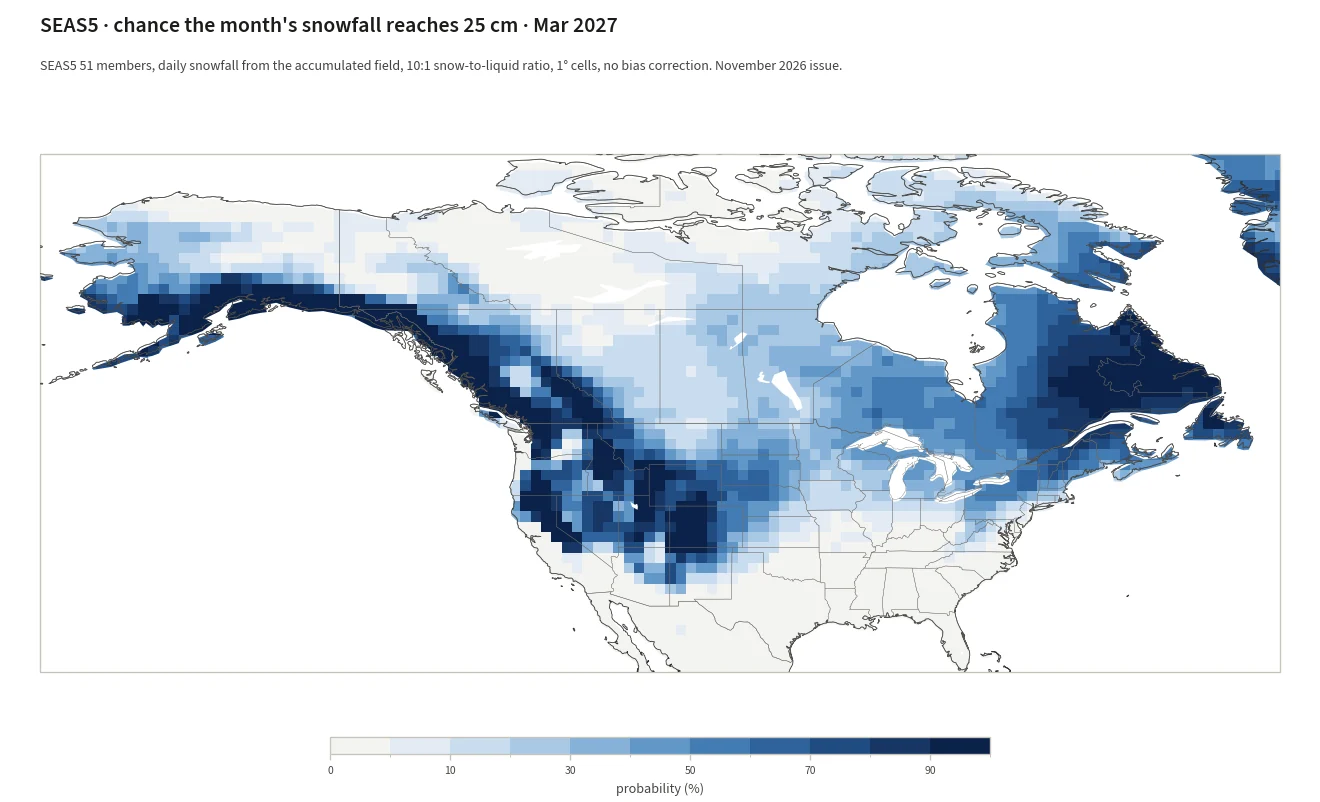 SEAS5 · chance the month's snowfall reaches 25 cm · Mar 2027
SEAS5 51 members, daily snowfall from the accumulated field, 10:1 snow-to-liquid ratio, 1° cells, no bias correction. November 2026 issue.
0 10 30 50 70 90
probability (%)